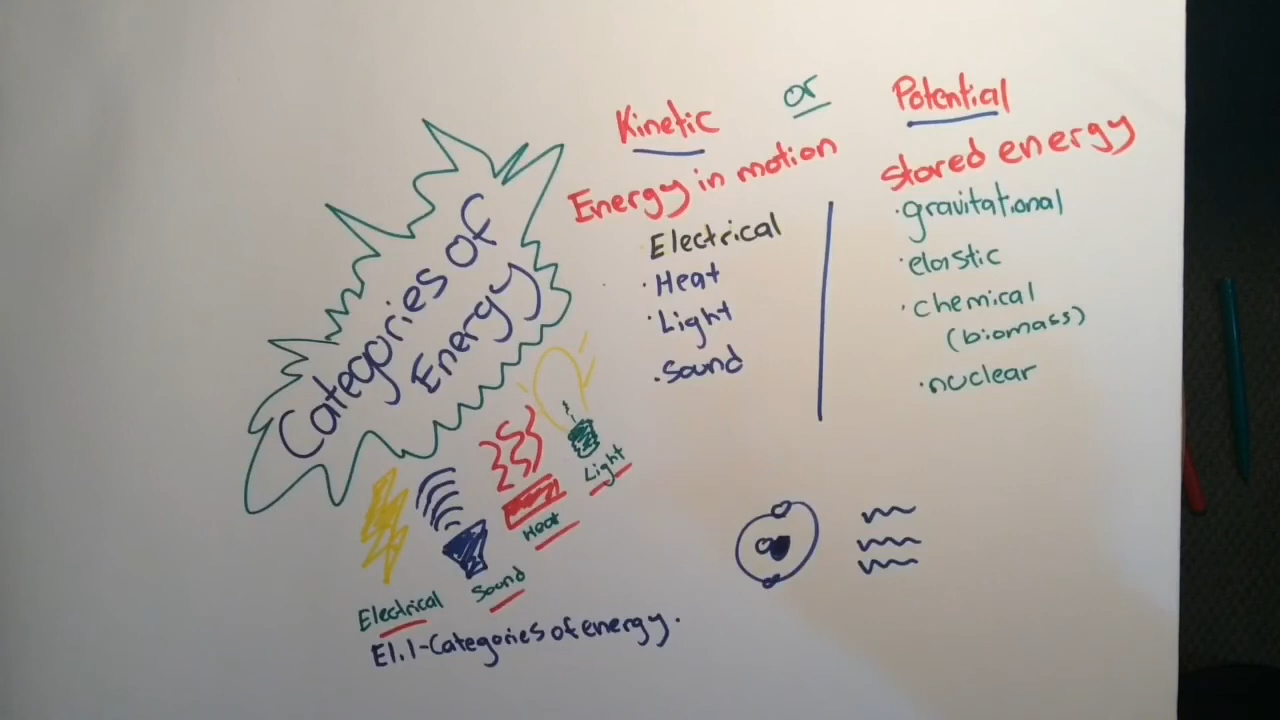 Categories of
Energy
Kinetic or Potential
Energy in motion
Electrical
· Heat
· Light
· Sound
stored energy
· gravitational
· elastic
· chemical
(biomass)
· nuclear
Electrical
Sound
Heat
Light
E1.1-Categories of energy.